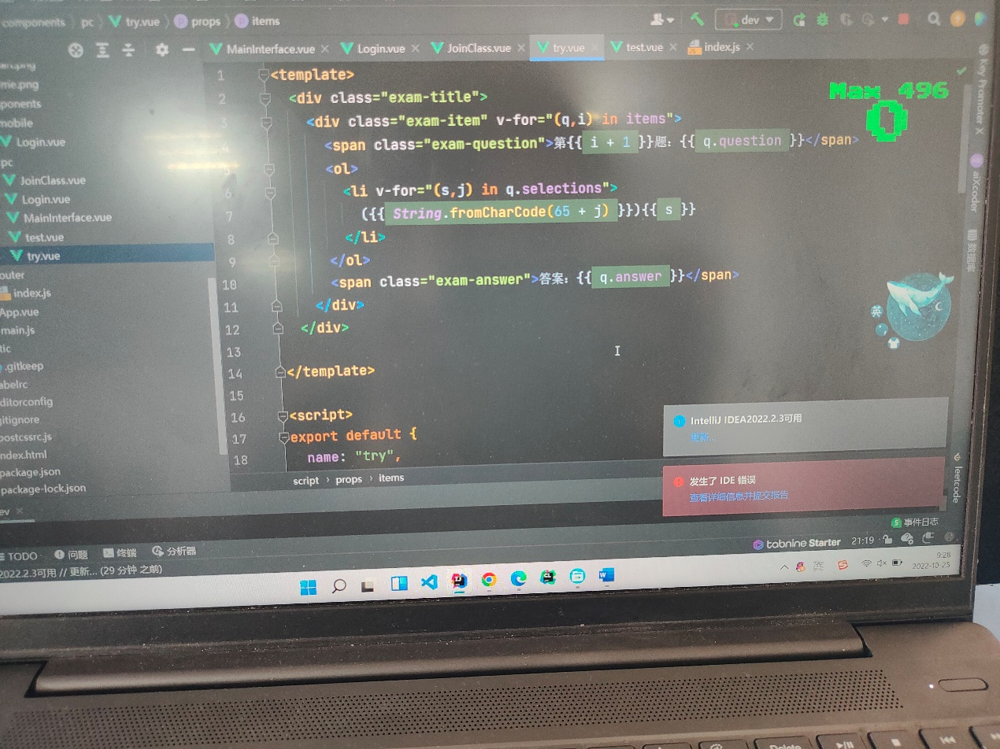 components pc try.vue props items
dev
MainInterface.vue Login.vue JoinClass.vue try.vue test.vue index.js
me.png
ponents
mobile
Login.vue
pc
JoinClass.vue
Login.vue
MainInterface.vue
test.vue
try.vue
outer
index.js
App.vue
main.js
tic
.gitkeep
abelrc
ditorconfig
gitignore
postcssrc.js
ndex.html
package.json
package-lock.json
ev
1 <template>
2 <div class="exam-title">
3 <div class="exam-item" v-for="(q,i) in items">
4 <span class="exam-question">第{{ i + 1 }}题：{{ q.question }}</span>
5 <ol>
6 <li v-for="(s,j) in q.selections">
7 ({{ String.fromCharCode(65 + j) }}){{ s }}
8 </li>
9 </ol>
10 <span class="exam-answer">答案：{{ q.answer }}</span>
11 </div>
12 </div>
13
14 </template>
15
16 <script>
17 export default {
18 name: "try",
script props items
Max 496
0
Key Promoter X
aiXcoder
数据库
leetcode
英
IntelliJ IDEA2022.2.3可用
更新...
发生了 IDE 错误
查看详细信息并提交报告
5 事件日志
TODO 问题 终端 分析器
tabnine Starter 21:19
2022.2.3可用 // 更新... (29 分钟 之前)
9:28
2022-10-25
Delete